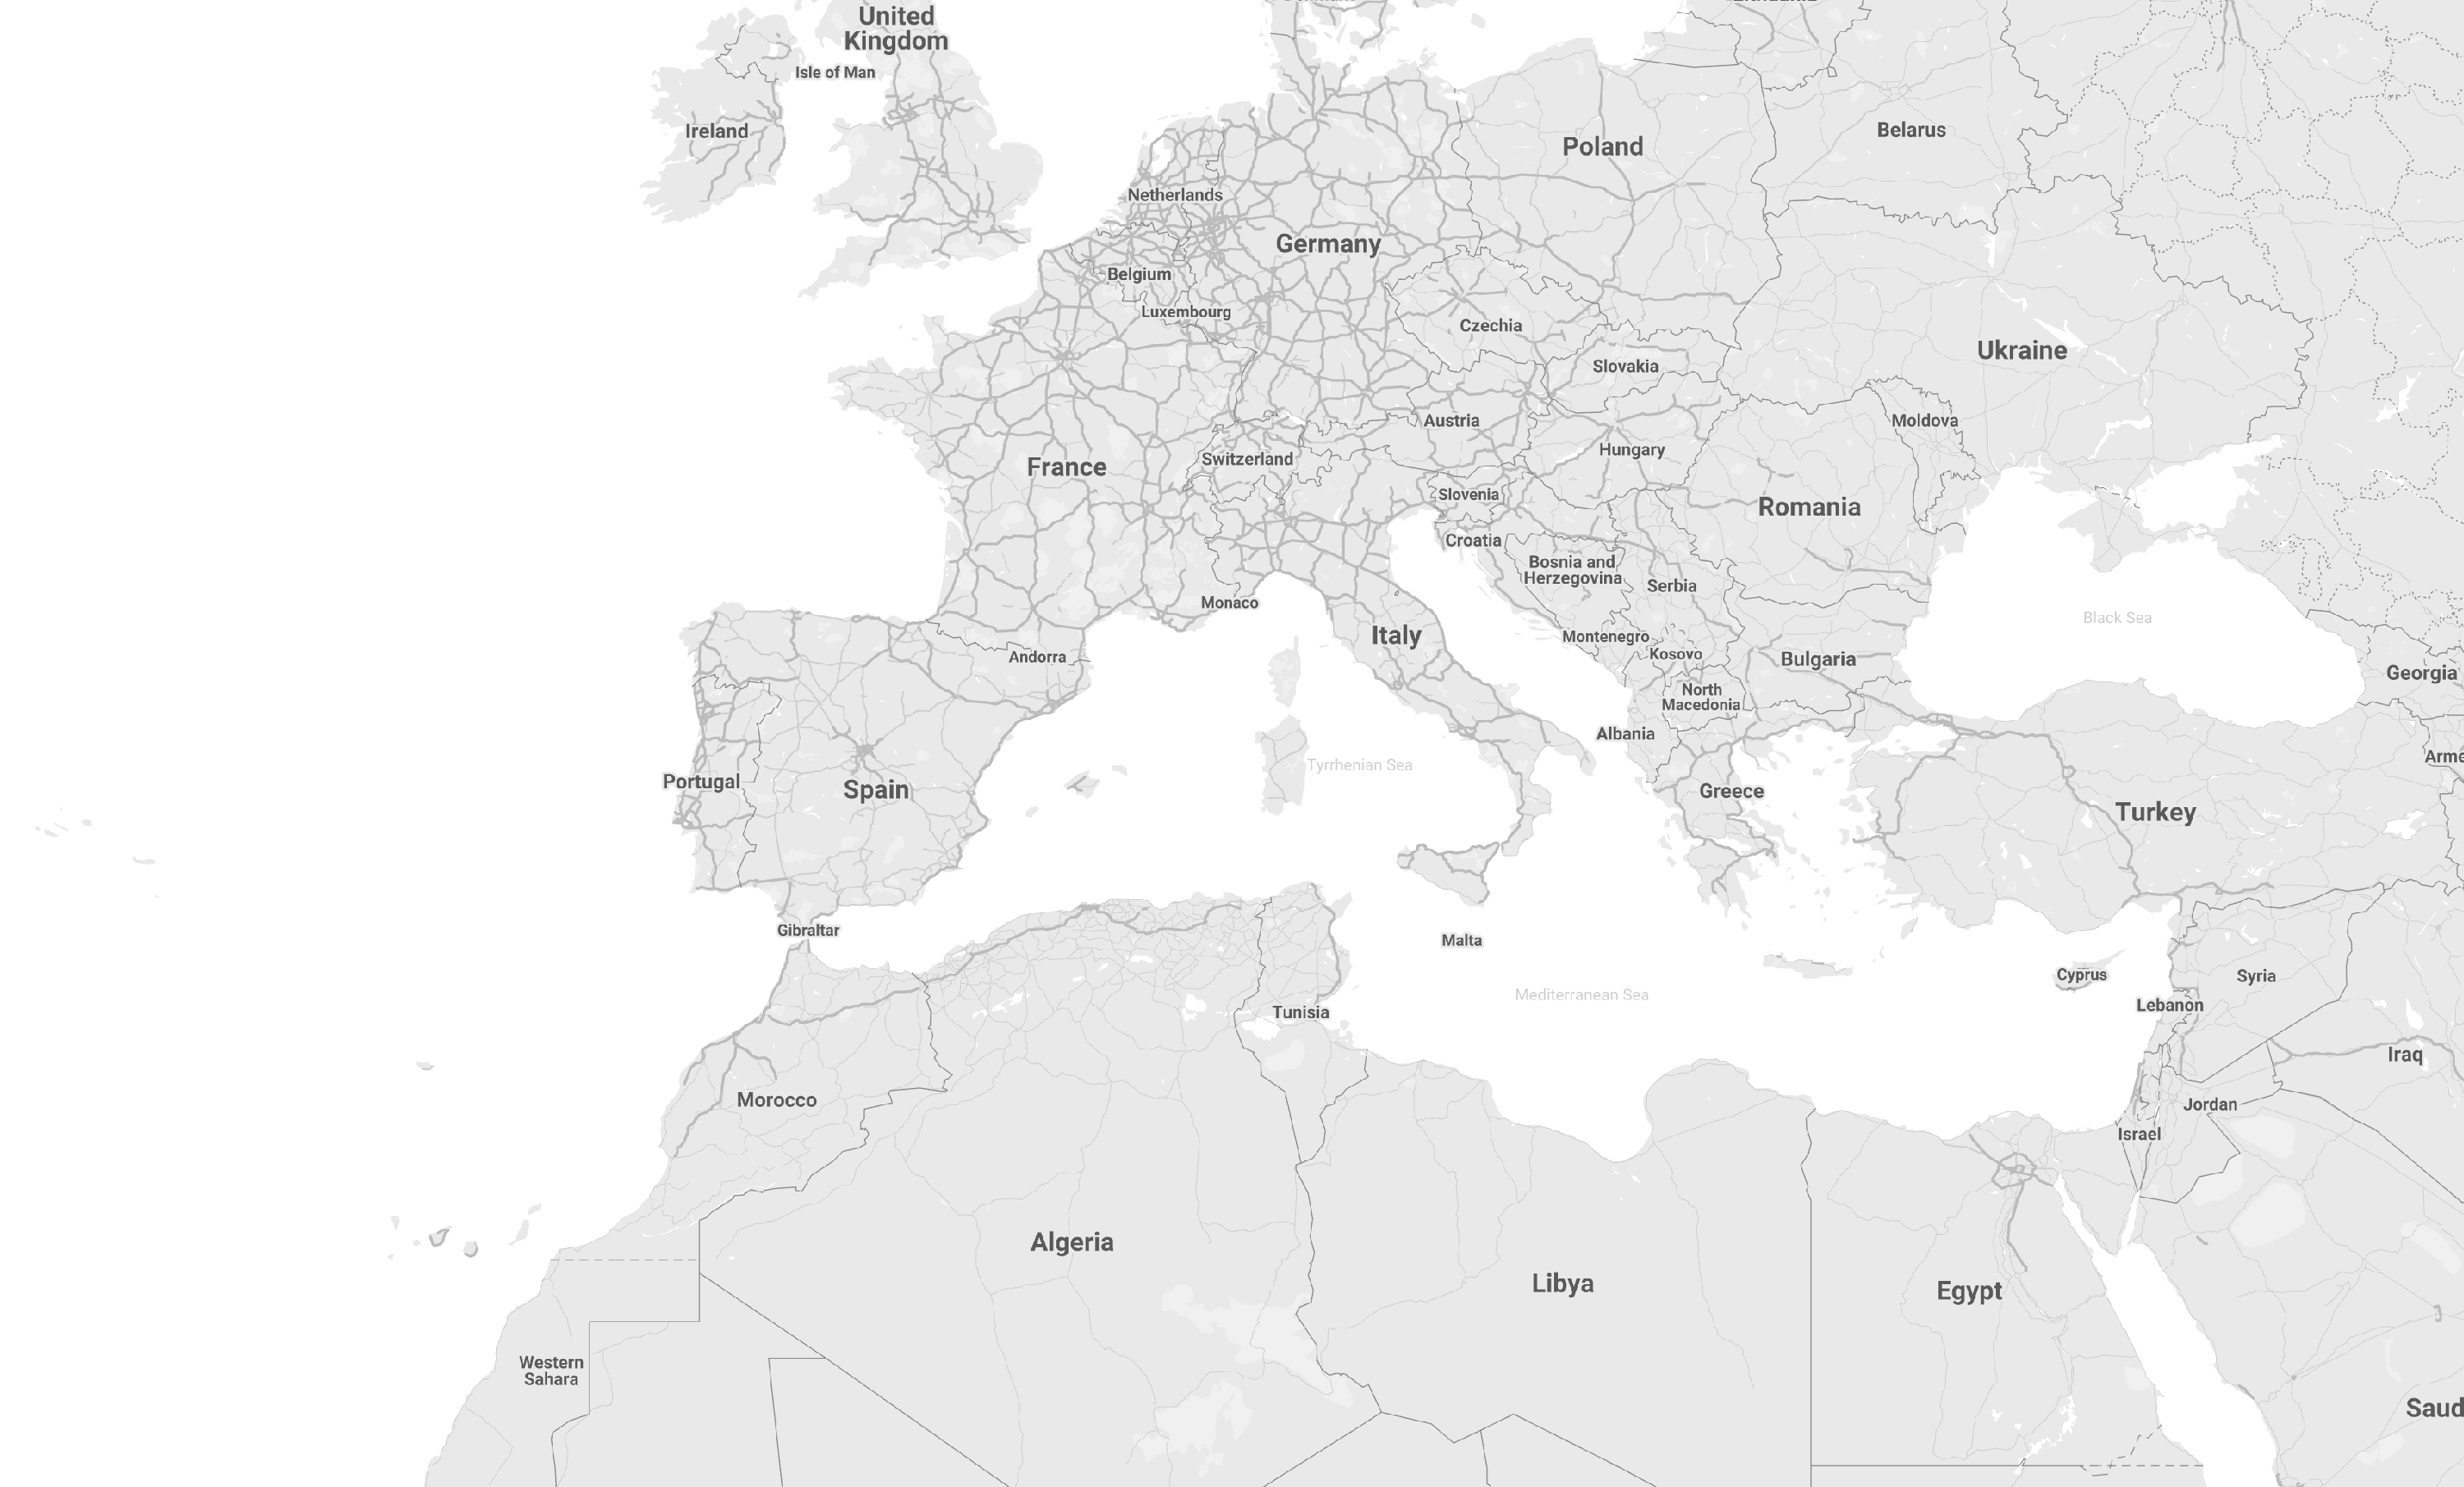 United
Kingdom
Isle of Man
Ireland
Belarus
Poland
Netherlands
Germany
Belgium
Luxembourg
Czechia
Ukraine
Slovakia
Austria
Moldova
Hungary
Switzerland
France
Slovenia
Romania
Croatia
Bosnia and
Herzegovina
Serbia
Monaco
Black Sea
Italy
Montenegro
Kosovo
Andorra
Bulgaria
Georgia
North
Macedonia
Albania
Arme
Tyrrhenian Sea
Portugal
Spain
Greece
Turkey
Gibraltar
Malta
Cyprus
Syria
Mediterranean Sea
Lebanon
Tunisia
Iraq
Morocco
Jordan
Israel
Algeria
Libya
Egypt
Western
Sahara
Saud